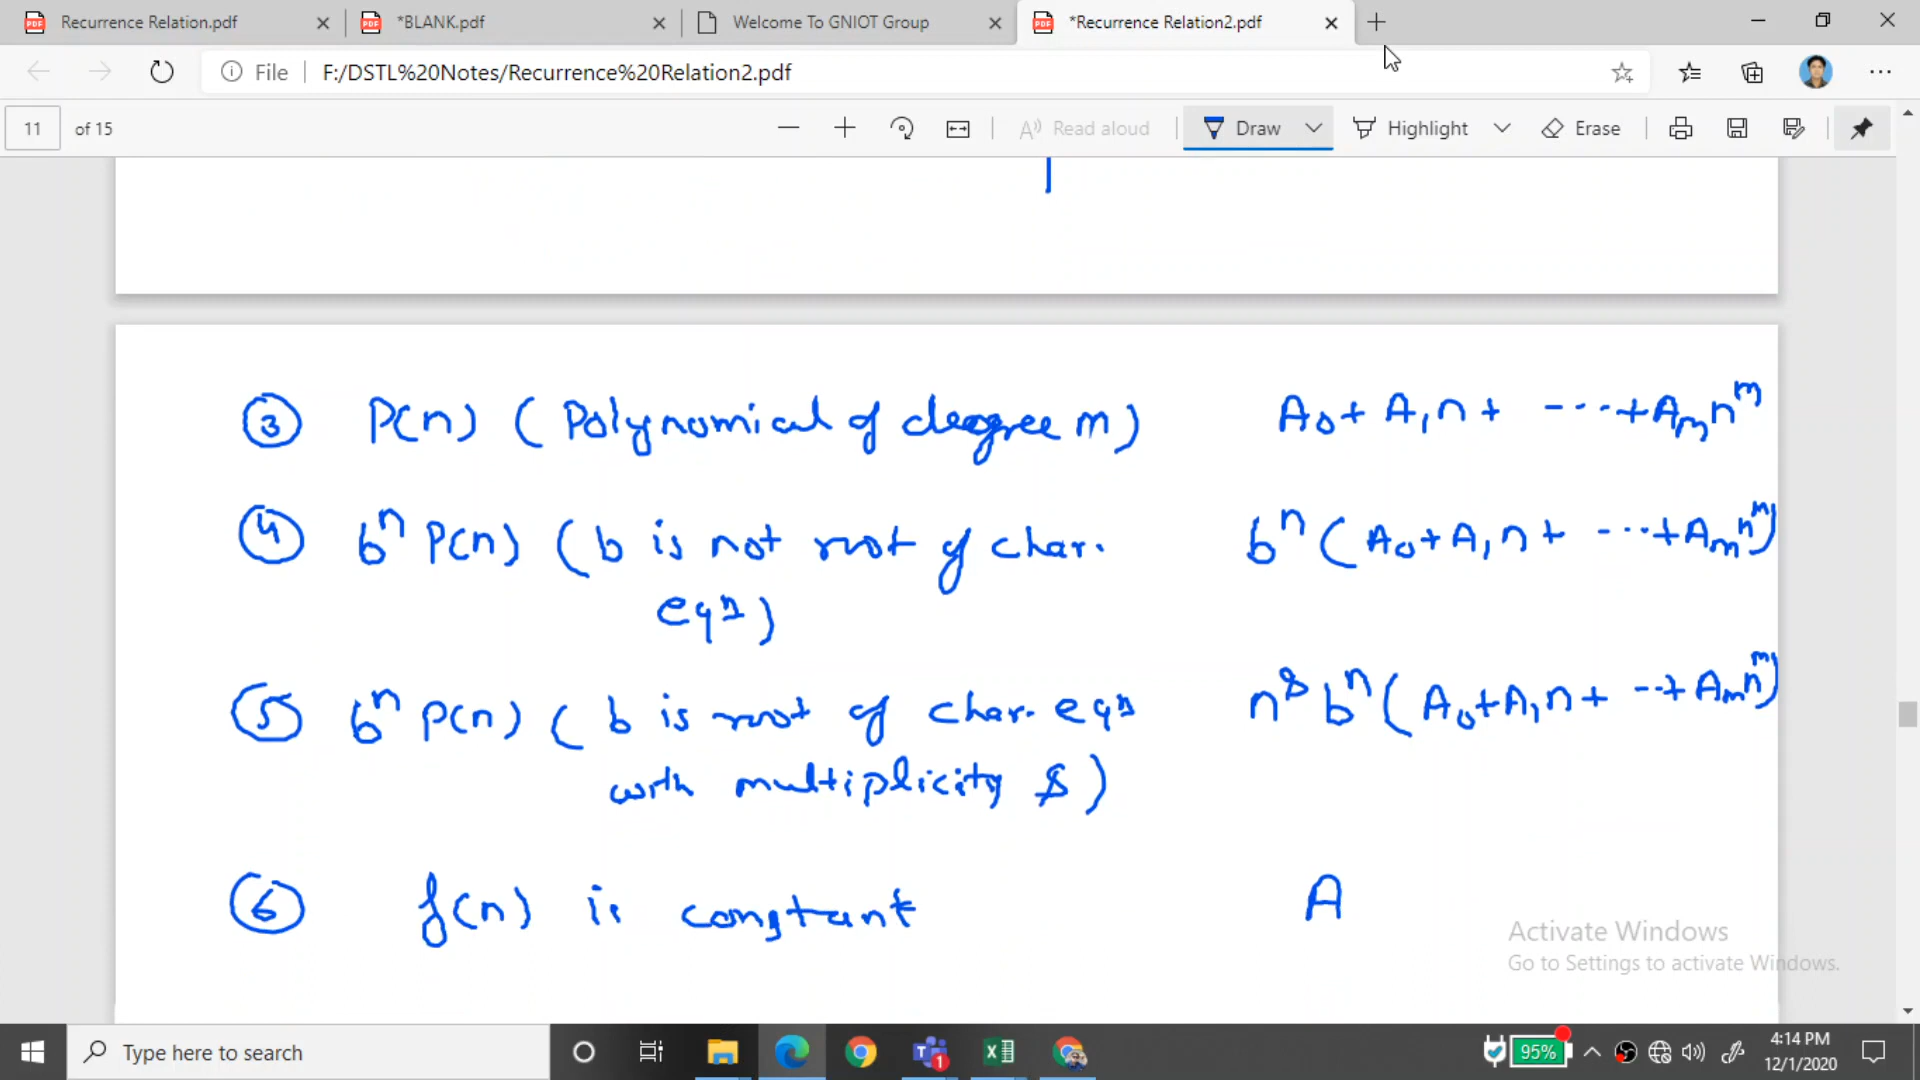 Recurrence Relation.pdf
*BLANK.pdf
Welcome To GNIOT Group
*Recurrence Relation2.pdf
File
F:/DSTL%20Notes/Recurrence%20Relation2.pdf
11 of 15
Read aloud
Draw
Highlight
Erase
③ P(n) (Polynomical of degree m) A₀+A₁n+ ---+Aₘnᵐ
④ bⁿ P(n) (b is not root of char. bⁿ(A₀+A₁n+ ---+Aₘnᵐ)
eqⁿ)
⑤ bⁿ P(n) (b is root of char. eqⁿ nˢ bⁿ(A₀+A₁n+ --+Aₘnᵐ)
with multiplicity s)
⑥ f(n) is constant A
Activate Windows
Go to Settings to activate Windows.
Type here to search
1
95%
4:14 PM
12/1/2020